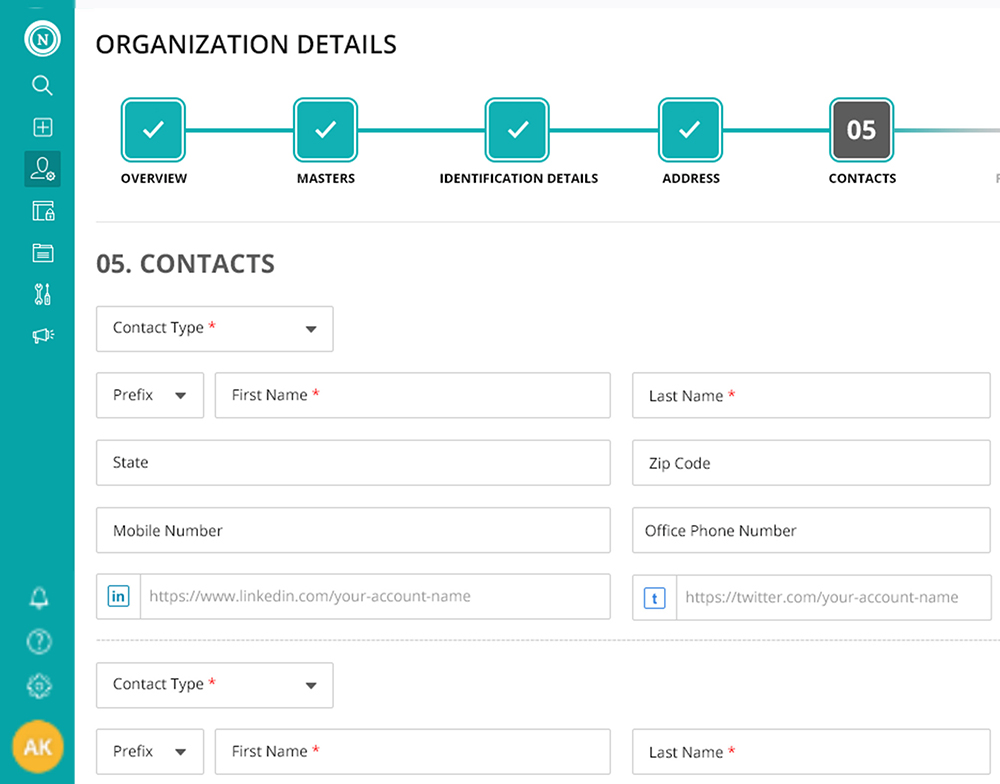 N
ORGANIZATION DETAILS
05
OVERVIEW MASTERS IDENTIFICATION DETAILS ADDRESS CONTACTS
05. CONTACTS
Contact Type *
Prefix First Name * Last Name *
State Zip Code
Mobile Number Office Phone Number
in https://www.linkedin.com/your-account-name t https://twitter.com/your-account-name
Contact Type *
Prefix First Name * Last Name *
?
AK